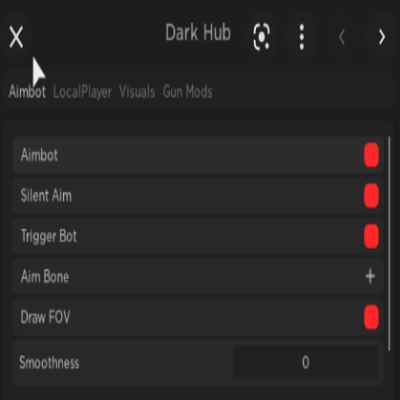 Dark Hub
Aimbot LocalPlayer Visuals Gun Mods
Aimbot
Silent Aim
Trigger Bot
Aim Bone +
Draw FOV
Smoothness 0